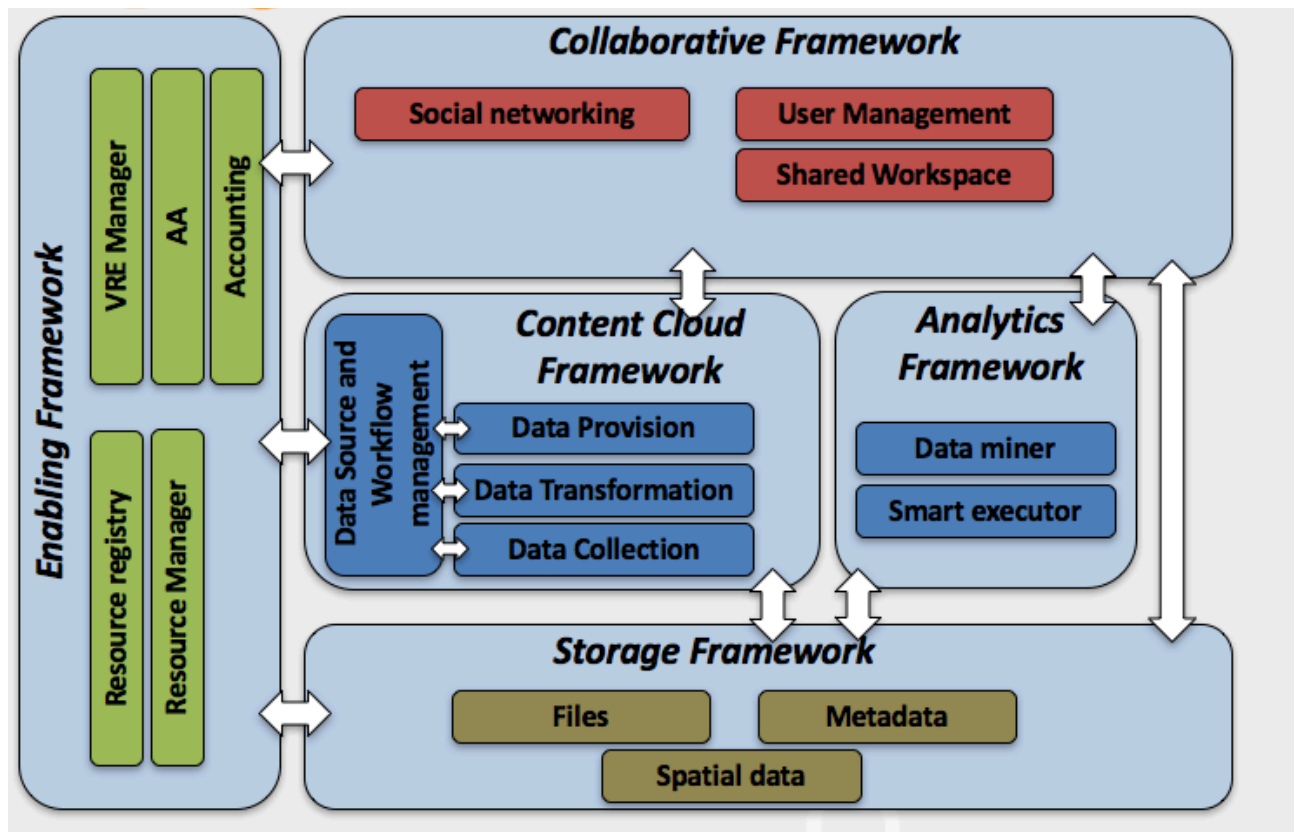 Enabling Framework
VRE Manager
AA
Accounting
Resource registry
Resource Manager
Collaborative Framework
Social networking
User Management
Shared Workspace
Content Cloud
Framework
Data Source and
Workflow
management
Data Provision
Data Transformation
Data Collection
Analytics
Framework
Data miner
Smart executor
Storage Framework
Files
Metadata
Spatial data